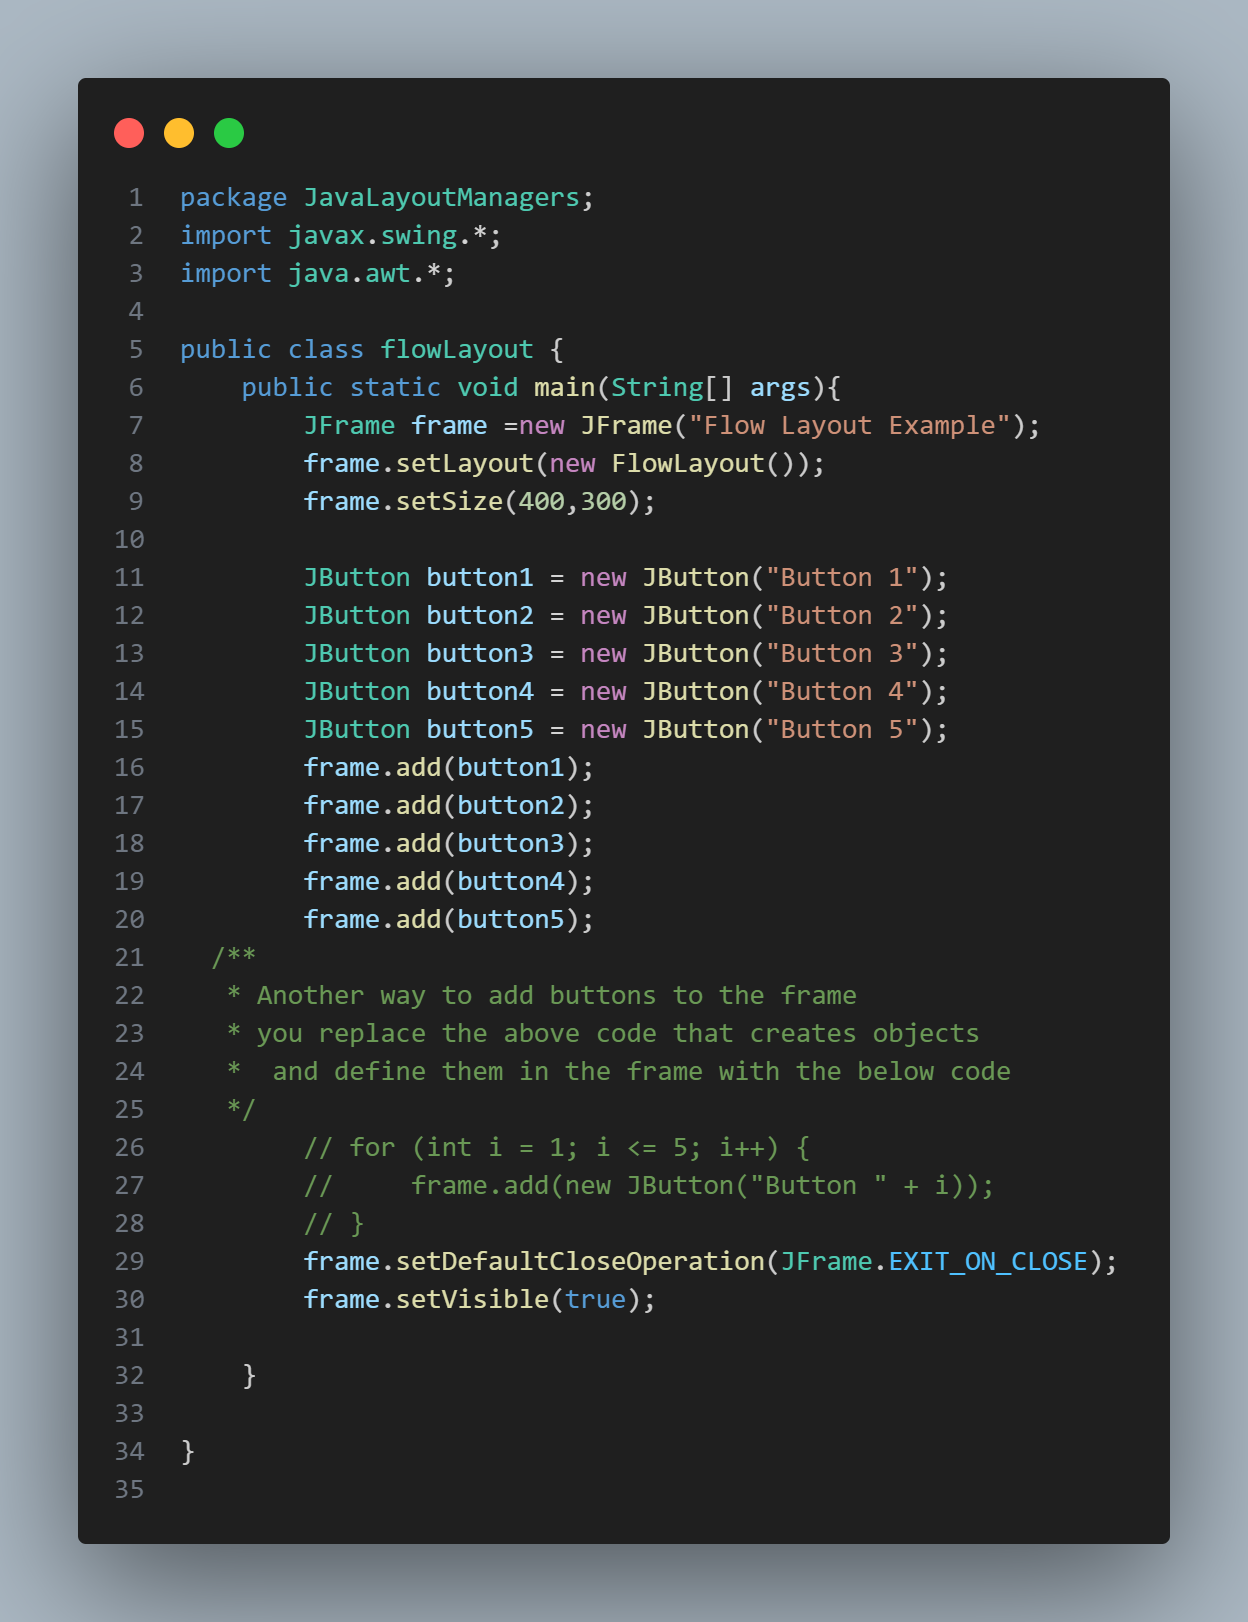 1 package JavaLayoutManagers;
2 import javax.swing.*;
3 import java.awt.*;
4
5 public class flowLayout {
6     public static void main(String[] args){
7         JFrame frame =new JFrame("Flow Layout Example");
8         frame.setLayout(new FlowLayout());
9         frame.setSize(400,300);
10
11         JButton button1 = new JButton("Button 1");
12         JButton button2 = new JButton("Button 2");
13         JButton button3 = new JButton("Button 3");
14         JButton button4 = new JButton("Button 4");
15         JButton button5 = new JButton("Button 5");
16         frame.add(button1);
17         frame.add(button2);
18         frame.add(button3);
19         frame.add(button4);
20         frame.add(button5);
21   /**
22    * Another way to add buttons to the frame
23    * you replace the above code that creates objects
24    *  and define them in the frame with the below code
25    */
26         // for (int i = 1; i <= 5; i++) {
27         //     frame.add(new JButton("Button " + i));
28         // }
29         frame.setDefaultCloseOperation(JFrame.EXIT_ON_CLOSE);
30         frame.setVisible(true);
31
32     }
33
34 }
35